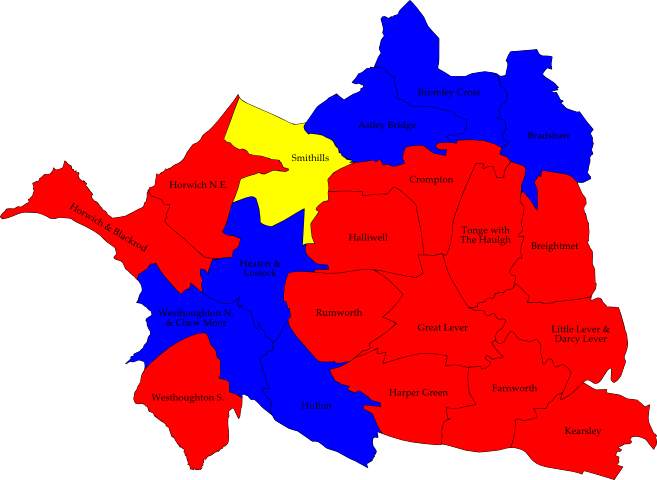 Bromley Cross
Astley Bridge
Bradshaw
Smithills
Crompton
Horwich N.E.
Horwich & Blackrod
Halliwell
Tonge with
The Haulgh
Breightmet
Heaton &
Lostock
Westhoughton N.
& Chew Moor
Rumworth
Great Lever
Little Lever &
Darcy Lever
Westhoughton S.
Hulton
Harper Green
Farnworth
Kearsley